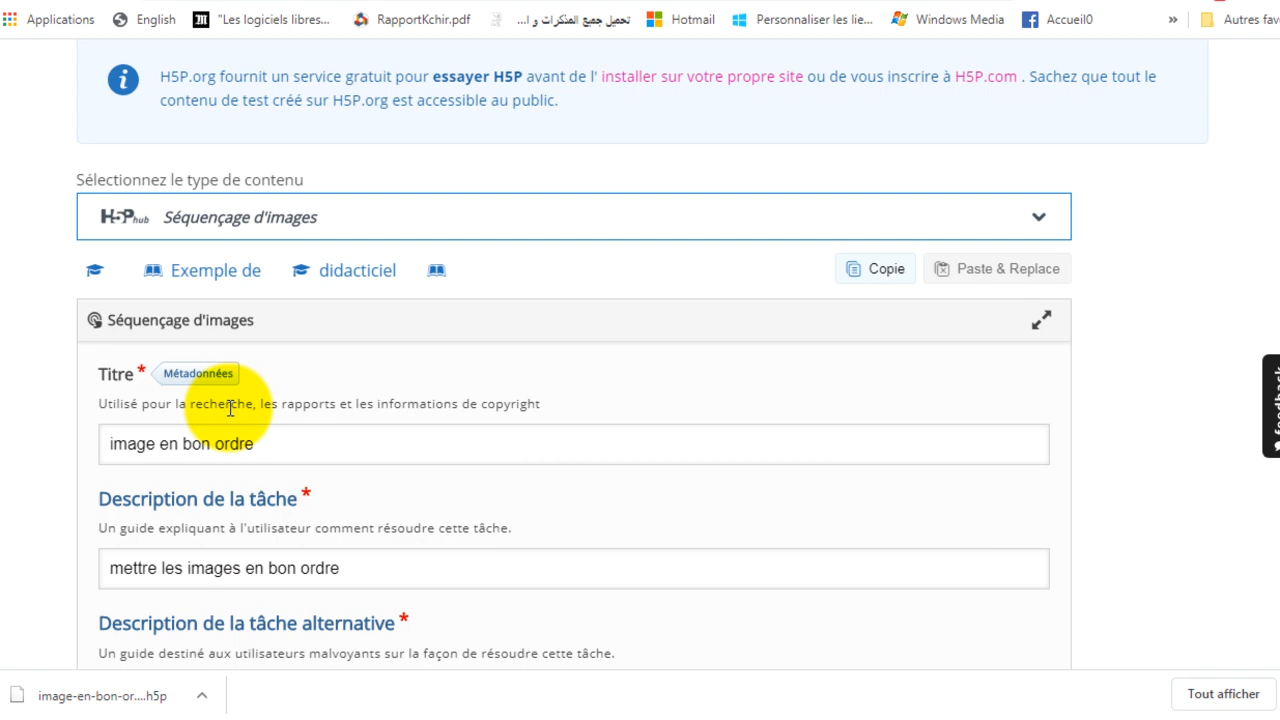 Applications English "Les logiciels libres... RapportKchir.pdf تحميل جميع المذكرات و ا... Hotmail Personnaliser les lie... Windows Media Accueil0 » Autres fav
H5P.org fournit un service gratuit pour essayer H5P avant de l' installer sur votre propre site ou de vous inscrire à H5P.com . Sachez que tout le
contenu de test créé sur H5P.org est accessible au public.
Sélectionnez le type de contenu
H5P hub Séquençage d'images
Exemple de didacticiel Copie Paste & Replace
Séquençage d'images
Titre * Métadonnées
Utilisé pour la recherche, les rapports et les informations de copyright
image en bon ordre
Description de la tâche *
Un guide expliquant à l'utilisateur comment résoudre cette tâche.
mettre les images en bon ordre
Description de la tâche alternative *
Un guide destiné aux utilisateurs malvoyants sur la façon de résoudre cette tâche.
feedback
image-en-bon-or....h5p Tout afficher